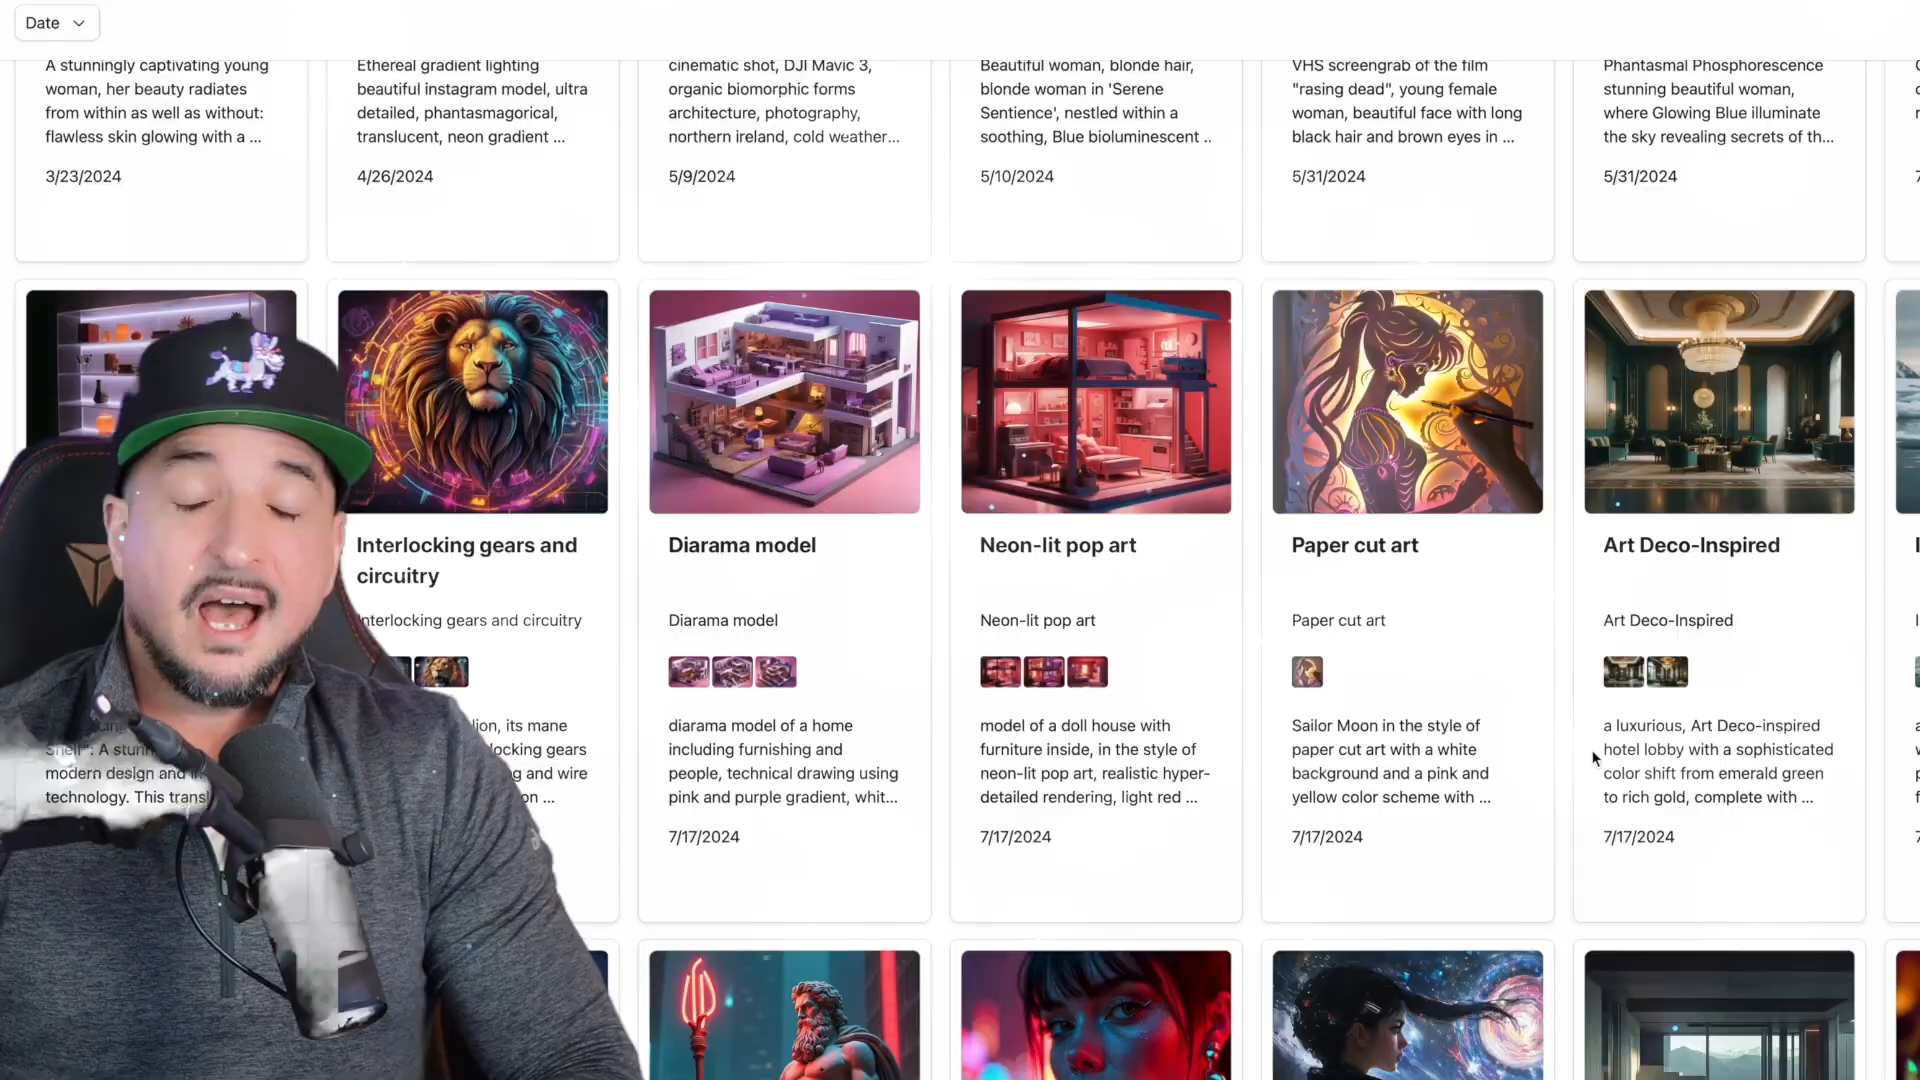 Date
A stunningly captivating young
woman, her beauty radiates
from within as well as without:
flawless skin glowing with a ...
3/23/2024
Ethereal gradient lighting
beautiful instagram model, ultra
detailed, phantasmagorical,
translucent, neon gradient ...
4/26/2024
cinematic shot, DJI Mavic 3,
organic biomorphic forms
architecture, photography,
northern ireland, cold weather...
5/9/2024
Beautiful woman, blonde hair,
blonde woman in 'Serene
Sentience', nestled within a
soothing, Blue bioluminescent ..
5/10/2024
VHS screengrab of the film
"rasing dead", young female
woman, beautiful face with long
black hair and brown eyes in ...
5/31/2024
Phantasmal Phosphorescence
stunning beautiful woman,
where Glowing Blue illuminate
the sky revealing secrets of th...
5/31/2024
Shelf": A stunn
modern design and
technology. This trans
Interlocking gears and
circuitry
Interlocking gears and circuitry
lion, its mane
locking gears
g and wire
on ...
Diarama model
Diarama model
diarama model of a home
including furnishing and
people, technical drawing using
pink and purple gradient, whit...
7/17/2024
Neon-lit pop art
Neon-lit pop art
model of a doll house with
furniture inside, in the style of
neon-lit pop art, realistic hyper-
detailed rendering, light red ...
7/17/2024
Paper cut art
Paper cut art
Sailor Moon in the style of
paper cut art with a white
background and a pink and
yellow color scheme with ...
7/17/2024
Art Deco-Inspired
Art Deco-Inspired
a luxurious, Art Deco-inspired
hotel lobby with a sophisticated
color shift from emerald green
to rich gold, complete with ...
7/17/2024